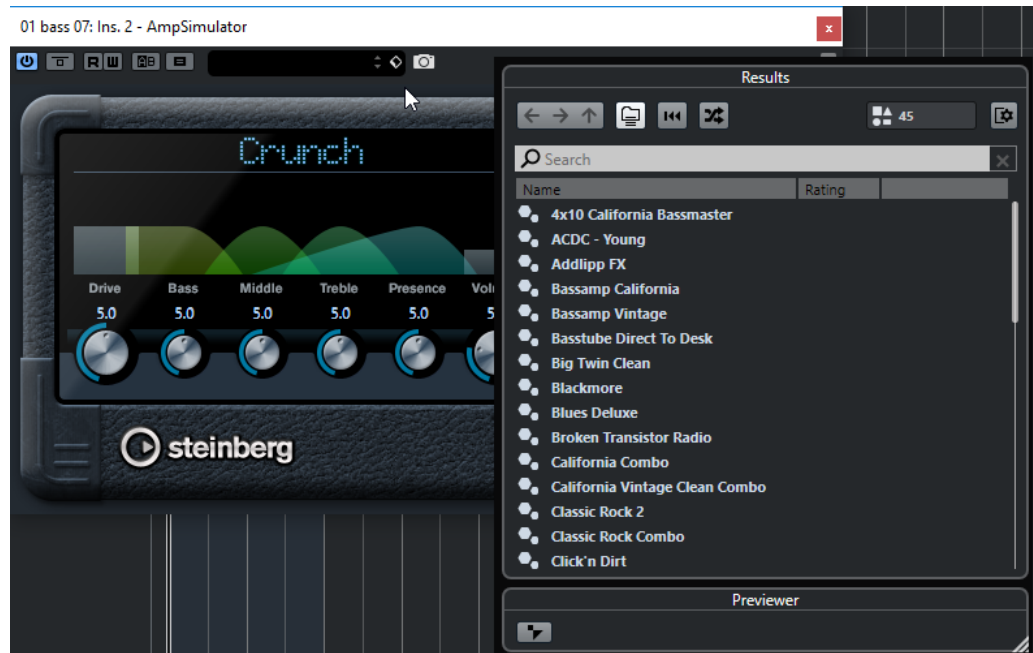 01 bass 07: Ins. 2 - AmpSimulator
x
R W AB
Results
45
Crunch
Search
Name Rating
Drive Bass Middle Treble Presence
5.0 5.0 5.0 5.0 5.0
4x10 California Bassmaster
ACDC - Young
Addlipp FX
Bassamp California
Bassamp Vintage
Basstube Direct To Desk
Big Twin Clean
Blackmore
Blues Deluxe
Broken Transistor Radio
California Combo
California Vintage Clean Combo
Classic Rock 2
Classic Rock Combo
Click'n Dirt
steinberg
Previewer